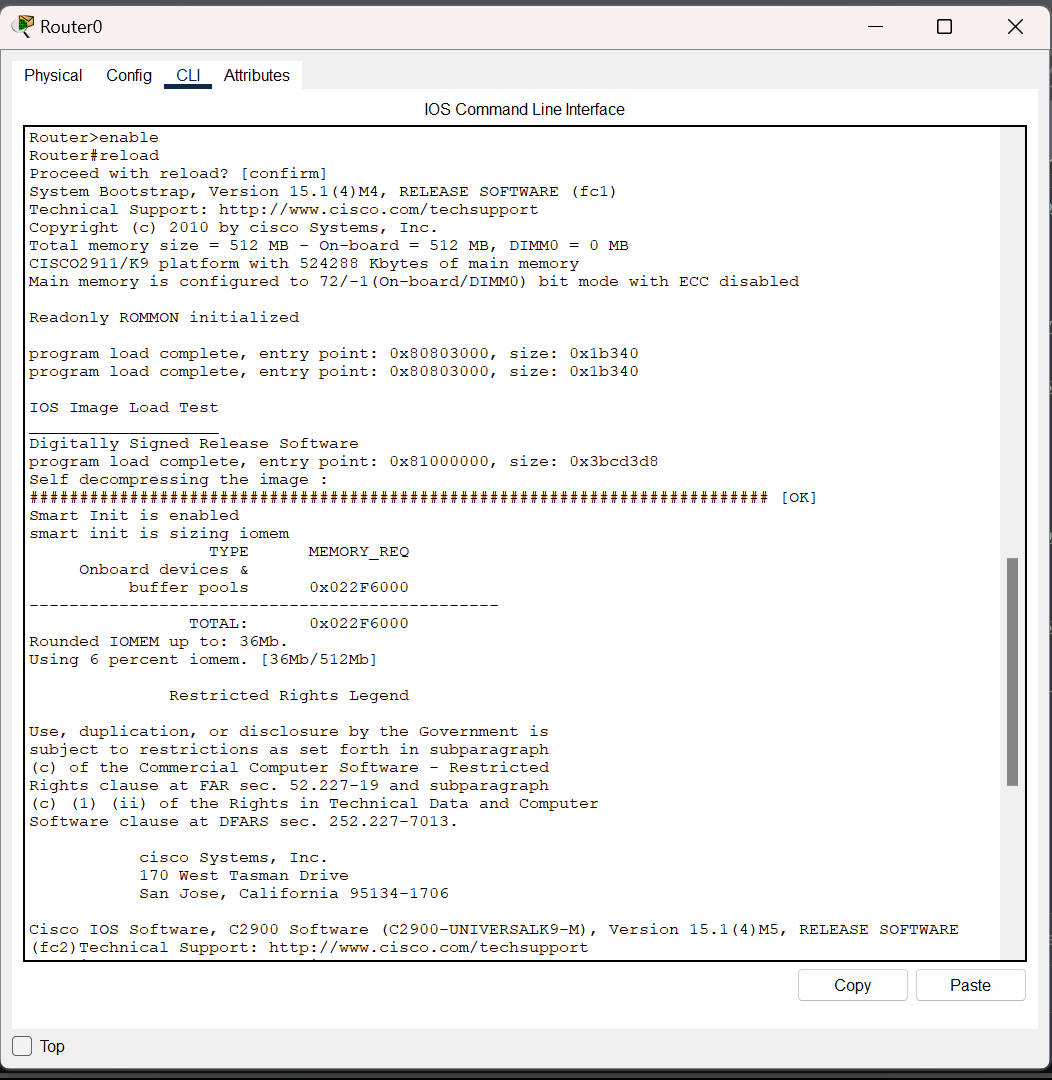 Router0
Physical Config CLI Attributes
IOS Command Line Interface
Router>enable
Router#reload
Proceed with reload? [confirm]
System Bootstrap, Version 15.1(4)M4, RELEASE SOFTWARE (fc1)
Technical Support: http://www.cisco.com/techsupport
Copyright (c) 2010 by cisco Systems, Inc.
Total memory size = 512 MB - On-board = 512 MB, DIMM0 = 0 MB
CISCO2911/K9 platform with 524288 Kbytes of main memory
Main memory is configured to 72/-1(On-board/DIMM0) bit mode with ECC disabled
Readonly ROMMON initialized
program load complete, entry point: 0x80803000, size: 0x1b340
program load complete, entry point: 0x80803000, size: 0x1b340
IOS Image Load Test
___________________
Digitally Signed Release Software
program load complete, entry point: 0x81000000, size: 0x3bcd3d8
Self decompressing the image :
########################################################################## [OK]
Smart Init is enabled
smart init is sizing iomem
TYPE MEMORY_REQ
Onboard devices &
buffer pools 0x022F6000
-----------------------------------------------
TOTAL: 0x022F6000
Rounded IOMEM up to: 36Mb.
Using 6 percent iomem. [36Mb/512Mb]
Restricted Rights Legend
Use, duplication, or disclosure by the Government is
subject to restrictions as set forth in subparagraph
(c) of the Commercial Computer Software - Restricted
Rights clause at FAR sec. 52.227-19 and subparagraph
(c) (1) (ii) of the Rights in Technical Data and Computer
Software clause at DFARS sec. 252.227-7013.
cisco Systems, Inc.
170 West Tasman Drive
San Jose, California 95134-1706
Cisco IOS Software, C2900 Software (C2900-UNIVERSALK9-M), Version 15.1(4)M5, RELEASE SOFTWARE
(fc2)Technical Support: http://www.cisco.com/techsupport
Copy Paste
Top